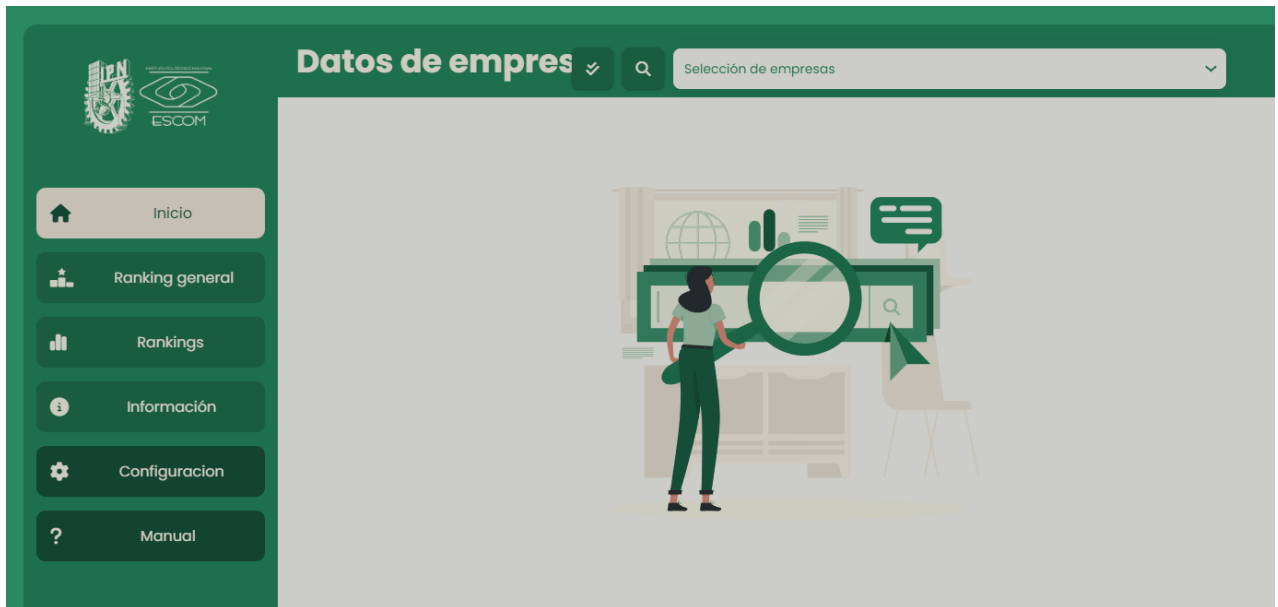 IPN
ESCOM
Datos de empres
Selección de empresas
Inicio
Ranking general
Rankings
Información
Configuracion
? Manual